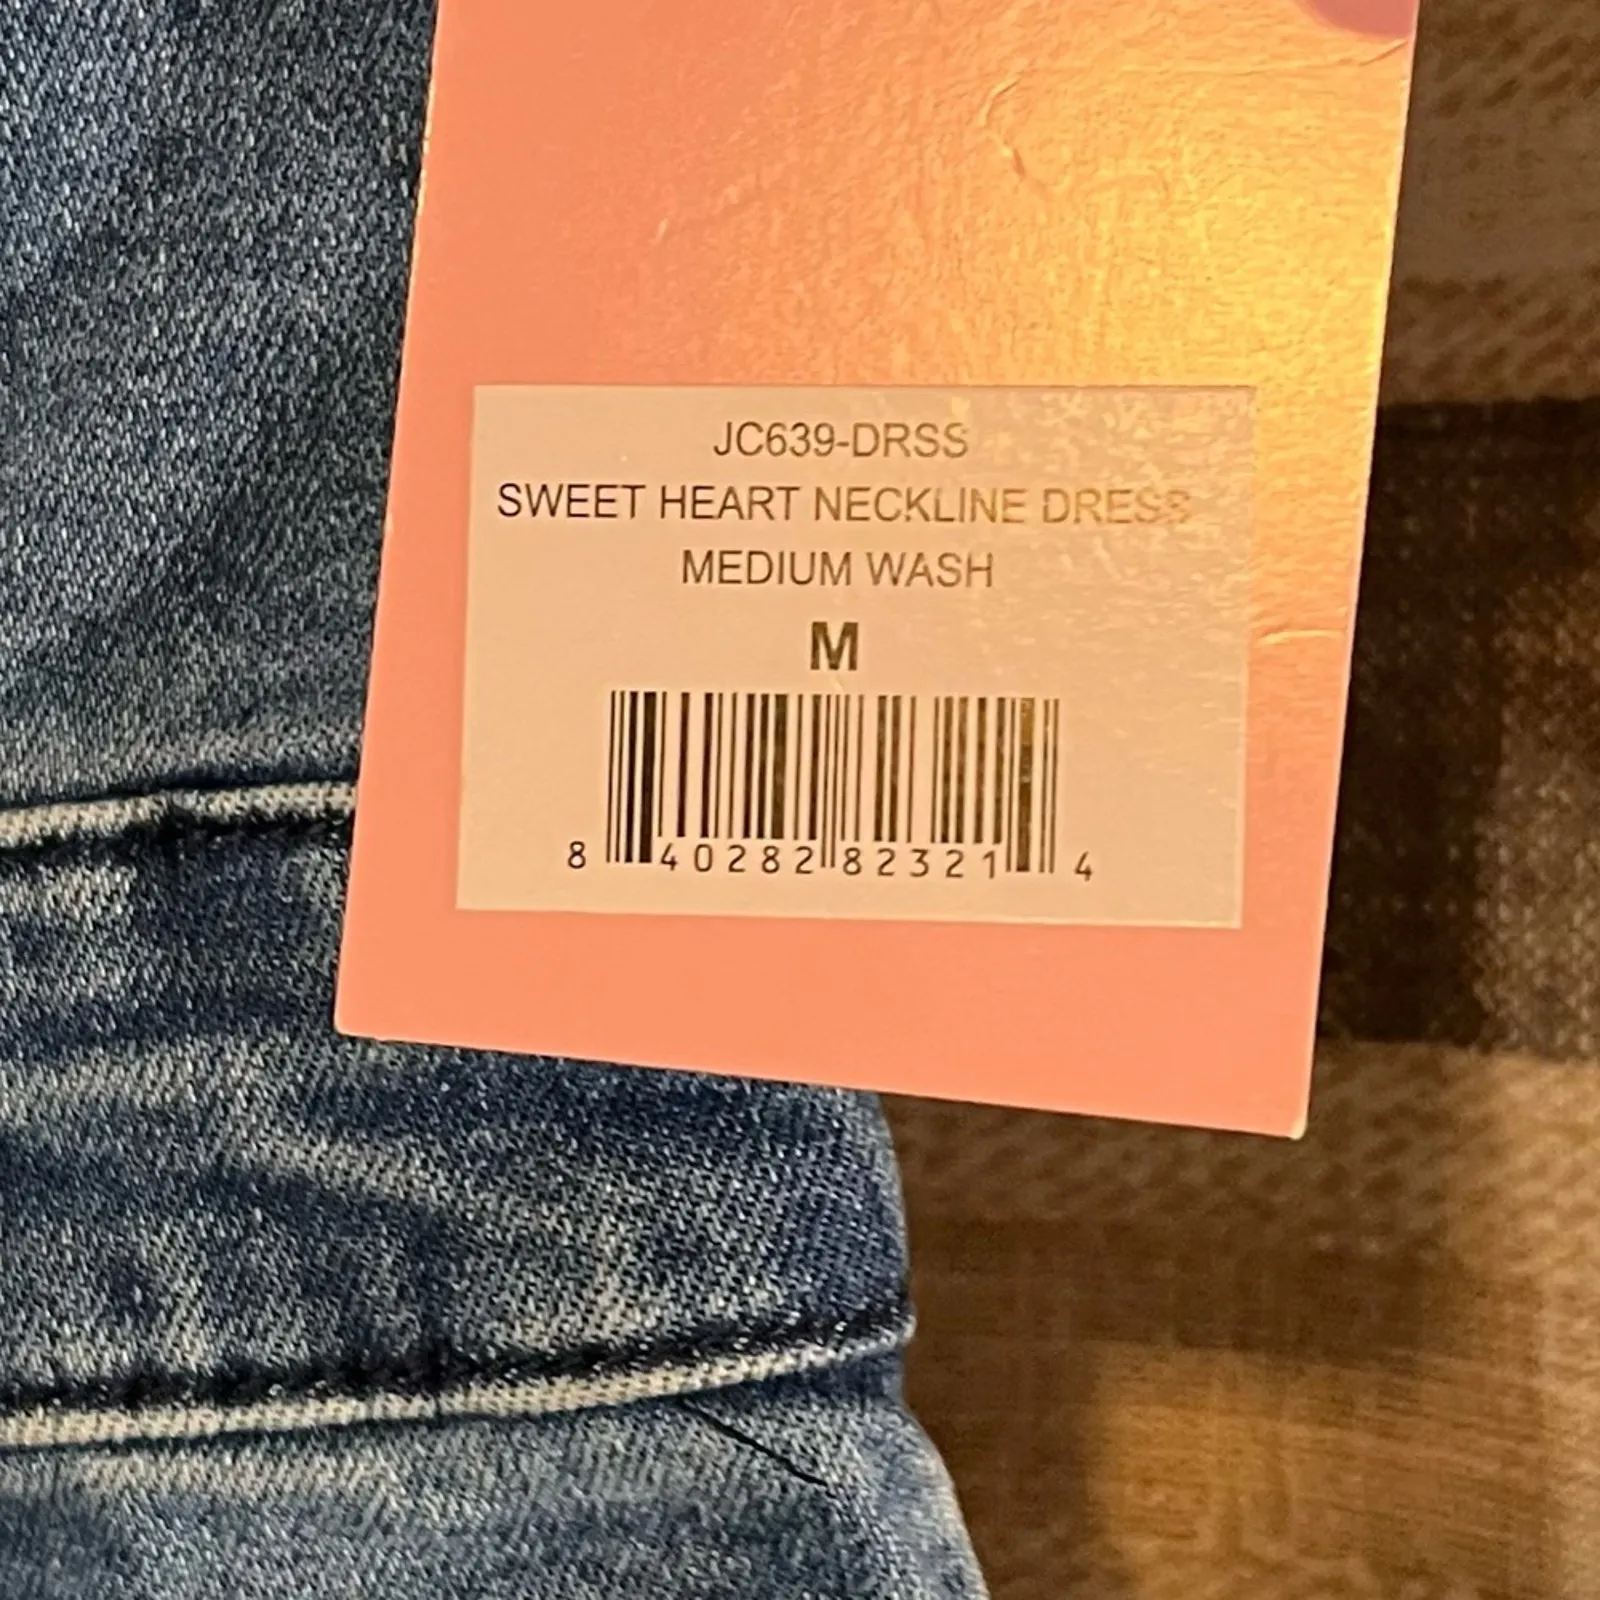 JC639-DRSS
SWEET HEART NECKLINE DRESS
MEDIUM WASH
M
8 40282 82321 4